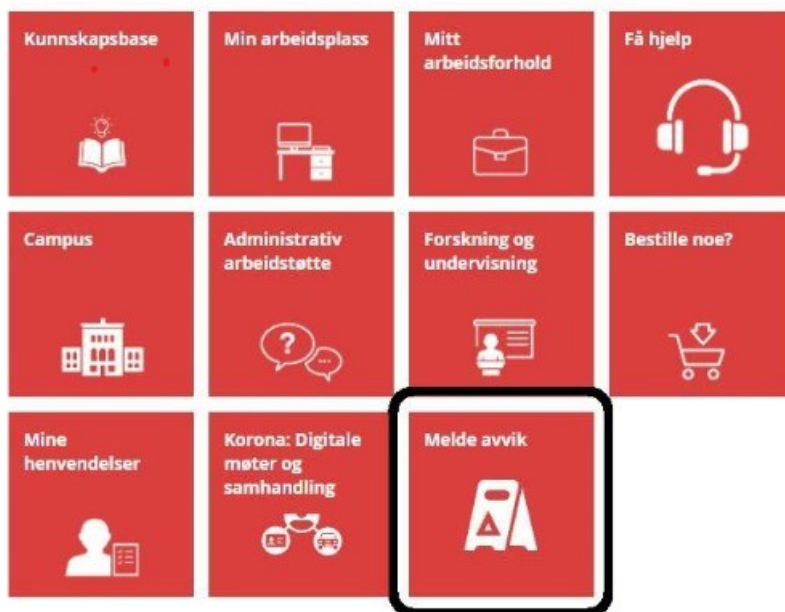 Kunnskapsbase
Min arbeidsplass
Mitt
arbeidsforhold
Få hjelp
Campus
Administrativ
arbeidstøtte
Forskning og
undervisning
Bestille noe?
Mine
henvendelser
Korona: Digitale
møter og
samhandling
Melde avvik